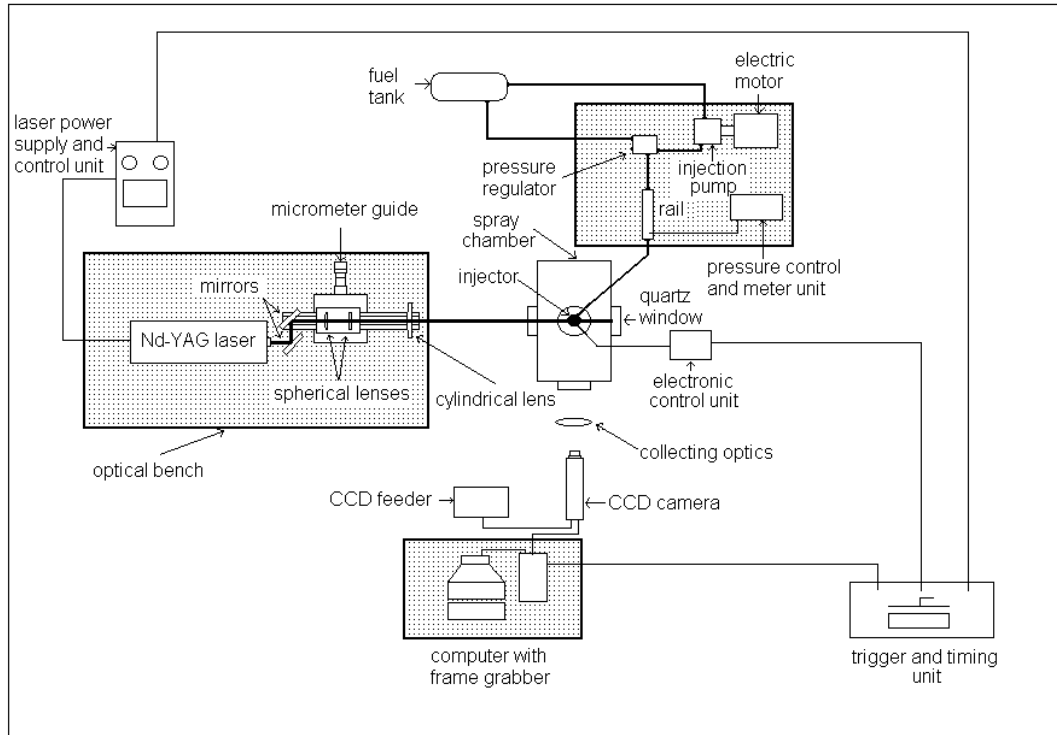 fuel
tank
electric
motor
laser power
supply and
control unit
pressure
regulator
injection
pump
micrometer guide
rail
spray
chamber
injector
pressure control
and meter unit
mirrors
quartz
window
Nd-YAG laser
spherical lenses
cylindrical lens
electronic
control unit
optical bench
collecting optics
CCD feeder
CCD camera
computer with
frame grabber
trigger and timing
unit